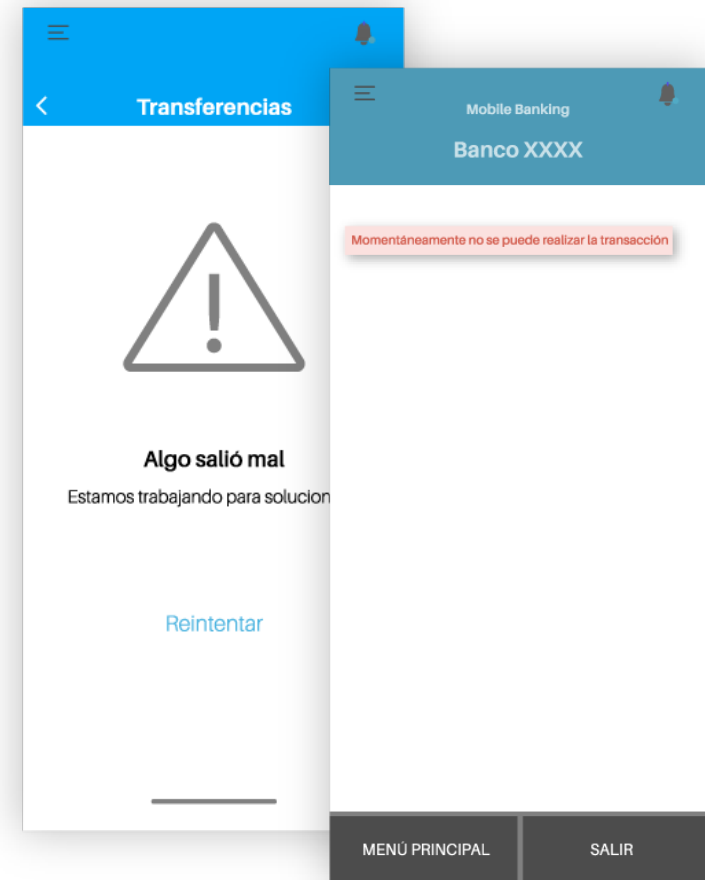 Transferencias
Algo salió mal
Estamos trabajando para solucion
Reintentar
Mobile Banking
Banco XXXX
Momentáneamente no se puede realizar la transacción
MENÚ PRINCIPAL
SALIR